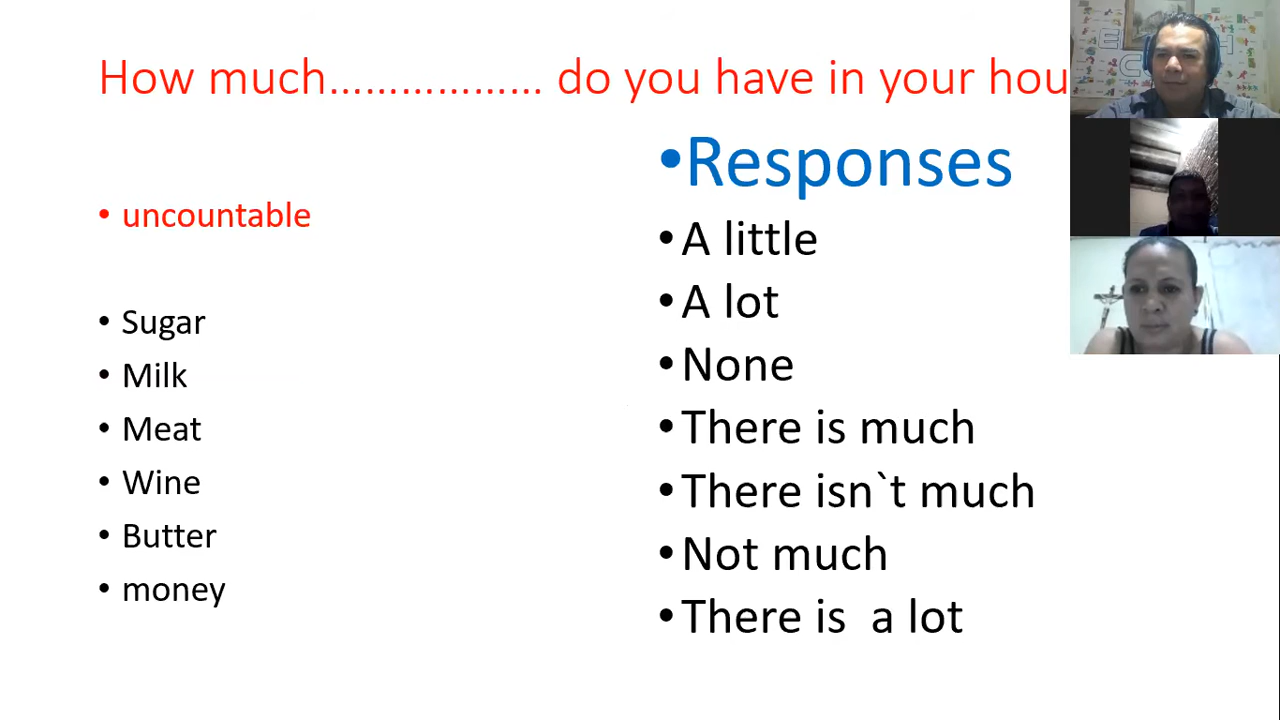 How much……………… do you have in your hou
•Responses
• uncountable
• A little
• A lot
• Sugar
• None
• Milk
• Meat
• There is much
• Wine
• There isn`t much
• Butter
• Not much
• money
• There is  a lot